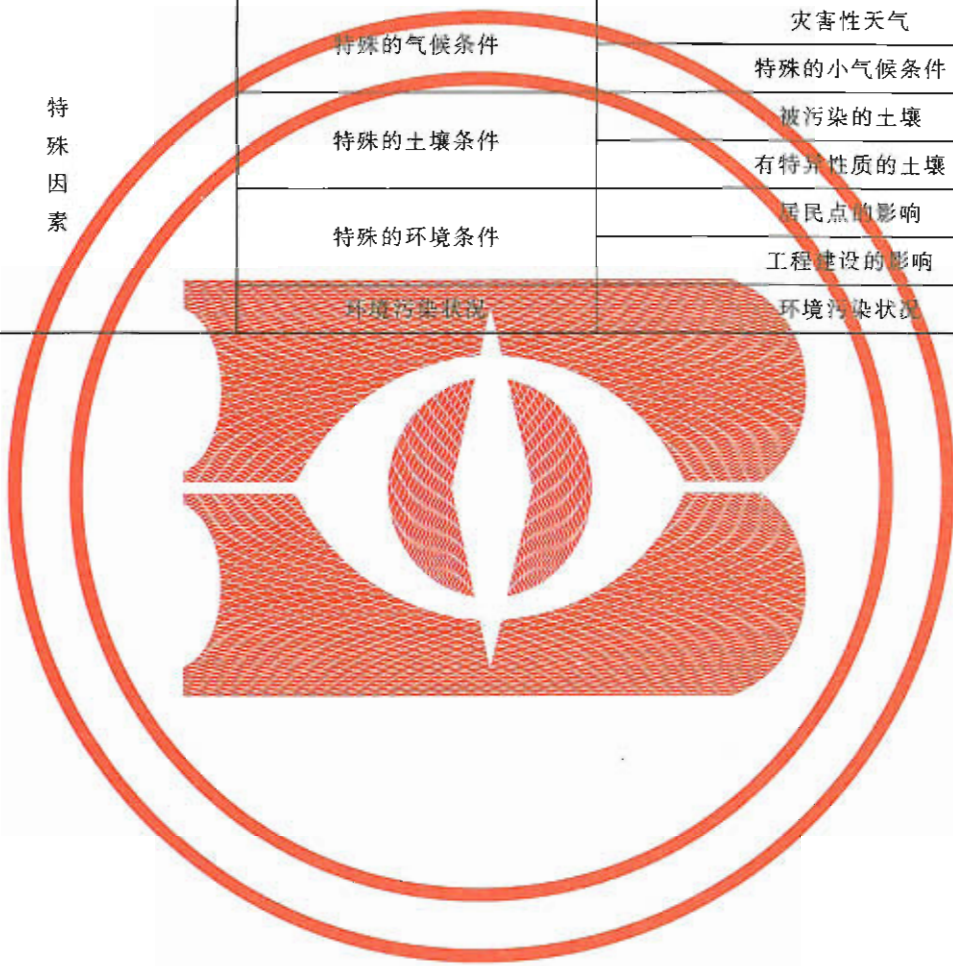 特殊因素
特殊的气候条件
灾害性天气
特殊的小气候条件
特殊的土壤条件
被污染的土壤
有特异性质的土壤
特殊的环境条件
居民点的影响
工程建设的影响
环境污染状况
环境污染状况